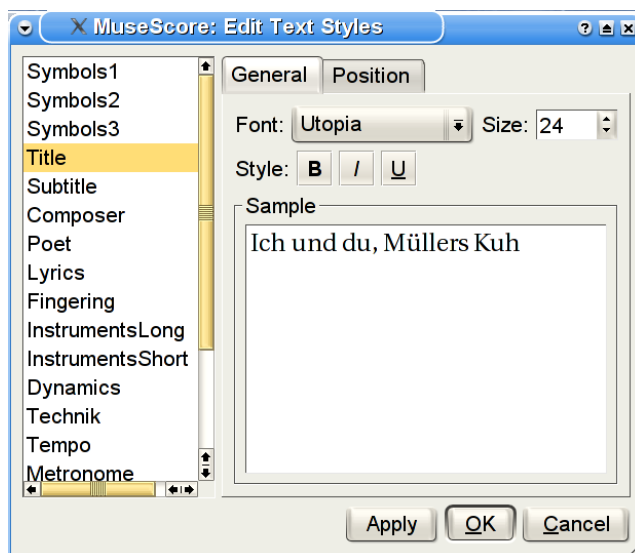 MuseScore: Edit Text Styles
Symbols1
Symbols2
Symbols3
Title
Subtitle
Composer
Poet
Lyrics
Fingering
InstrumentsLong
InstrumentsShort
Dynamics
Technik
Tempo
Metronome
General Position
Font: Utopia Size: 24
Style: B I U
Sample
Ich und du, Müllers Kuh
Apply OK Cancel